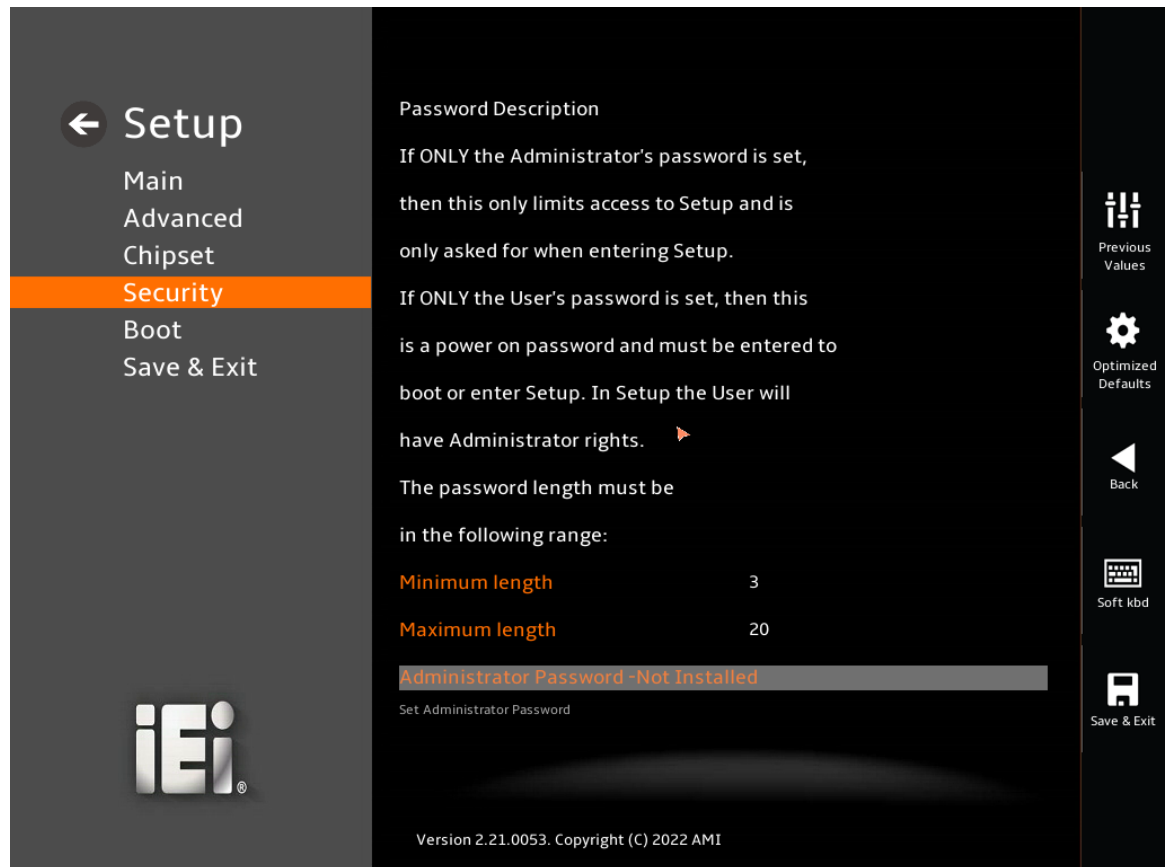 Setup
Main
Advanced
Chipset
Security
Boot
Save & Exit
iEi®
Password Description
If ONLY the Administrator's password is set,
then this only limits access to Setup and is
only asked for when entering Setup.
If ONLY the User's password is set, then this
is a power on password and must be entered to
boot or enter Setup. In Setup the User will
have Administrator rights.
The password length must be
in the following range:
Minimum length 3
Maximum length 20
Administrator Password -Not Installed
Set Administrator Password
Version 2.21.0053. Copyright (C) 2022 AMI
Previous
Values
Optimized
Defaults
Back
Soft kbd
Save & Exit